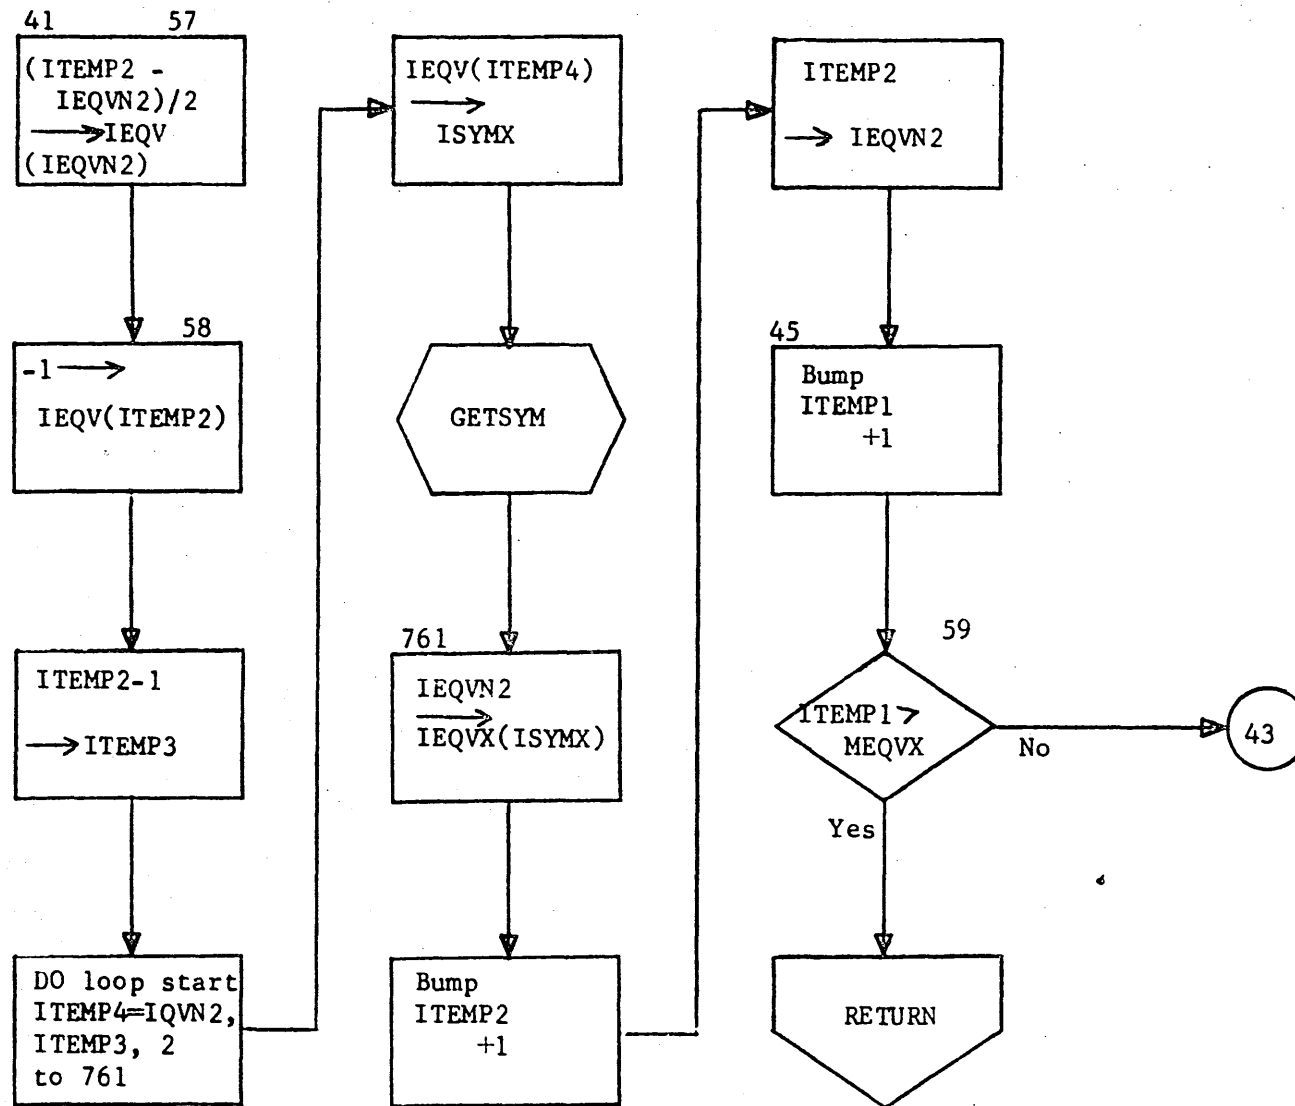 41 57
(ITEMP2 -
IEQVN2)/2
→IEQV
(IEQVN2)
58
-1 →
IEQV(ITEMP2)
ITEMP2-1
→ ITEMP3
DO loop start
ITEMP4=IQVN2,
ITEMP3, 2
to 761
IEQV(ITEMP4)
→
ISYMX
GETSYM
761
IEQVN2
→
IEQVX(ISYMX)
Bump
ITEMP2
+1
ITEMP2
→ IEQVN2
45
Bump
ITEMP1
+1
59
ITEMP1>
MEQVX
No
43
Yes
RETURN